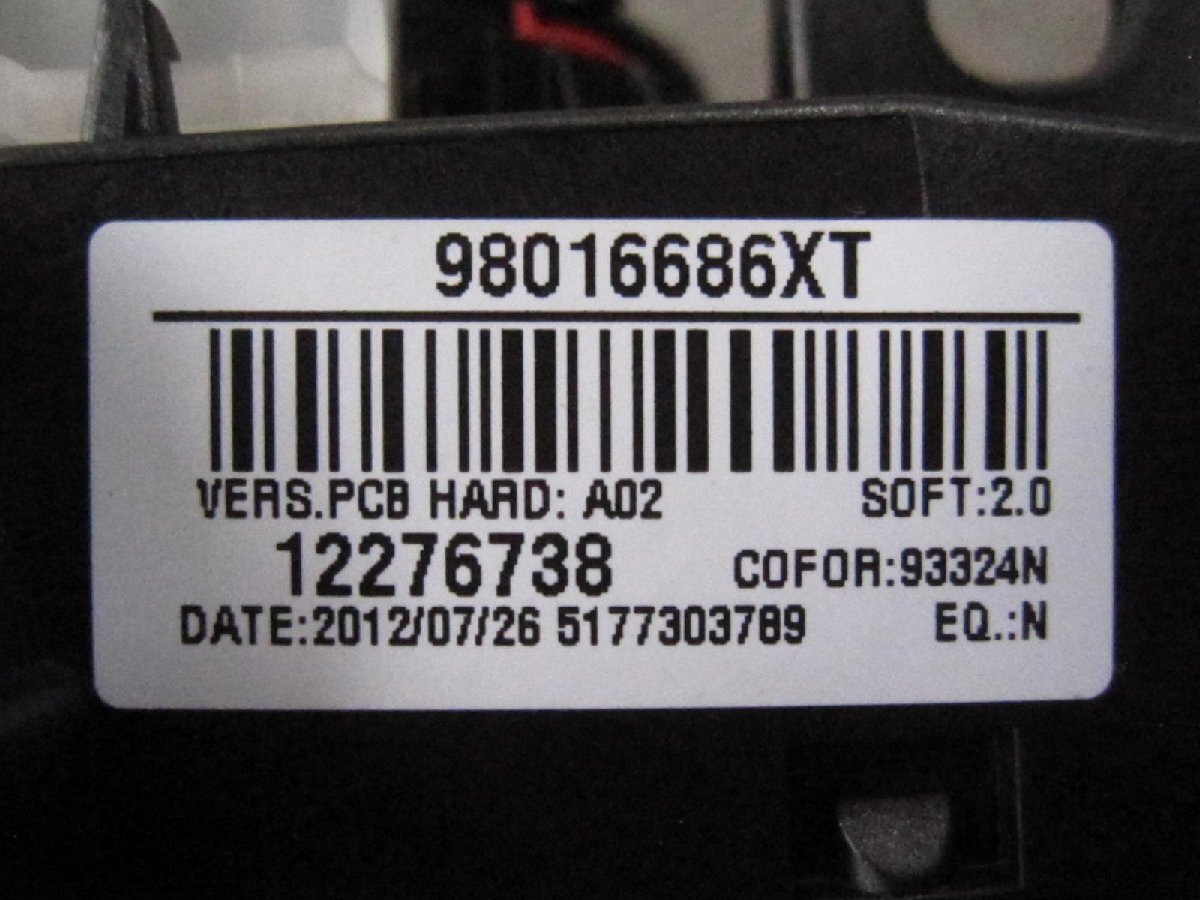 98016686XT
VERS.PCB HARD: A02 SOFT:2.0
12276738 COFOR:93324N
DATE:2012/07/26 5177303789 EQ.:N